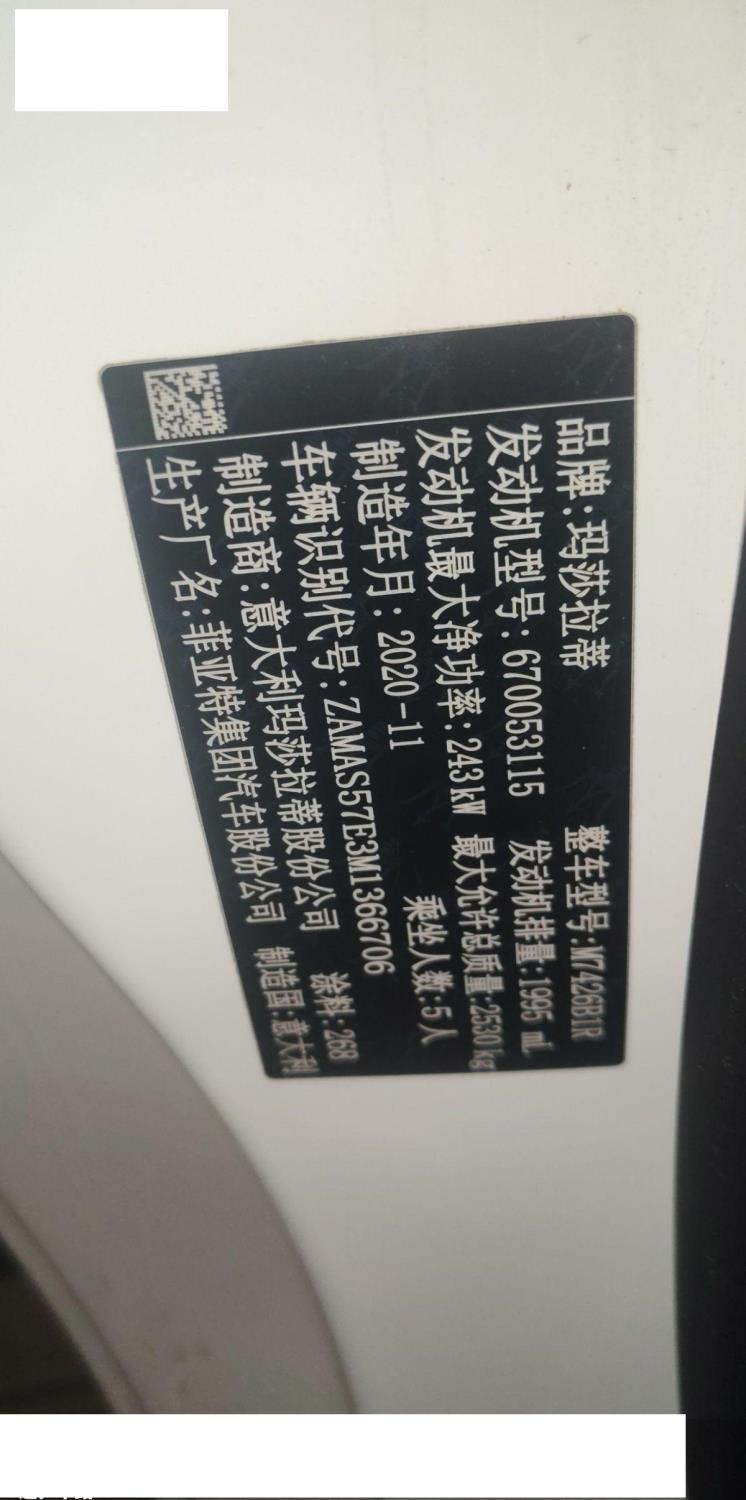 品牌:玛莎拉蒂 整车型号:M7426B1R
发动机型号:670053115 发动机排量:1995 mL
发动机最大净功率:243kW 最大允许总质量:2530kg
制造年月:2020-11 乘坐人数:5人
车辆识别代号:ZAMAS57E3M1366706
制造商:意大利玛莎拉蒂股份公司 涂料:268
生产厂名:菲亚特集团汽车股份公司 制造国:意大利